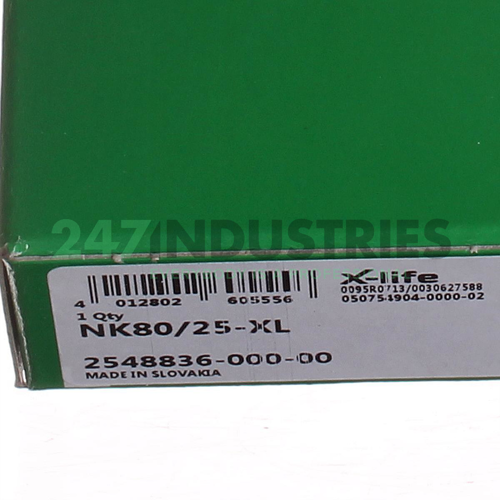 247INDUSTRIES
4 012802 605556
X-life
0095R0713/0030627588
050754904-0000-02
1 Qty
NK80/25-XL
2548836-000-00
MADE IN SLOVAKIA